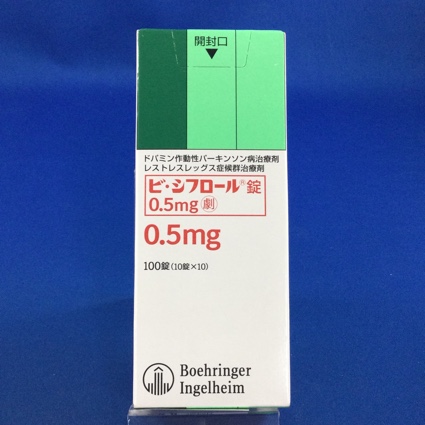 開封口
▼
ドパミン作動性パーキンソン病治療剤
レストレスレッグス症候群治療剤
ビ・シフロール®錠
0.5mg 劇
0.5mg
100錠(10錠×10)
Boehringer
Ingelheim